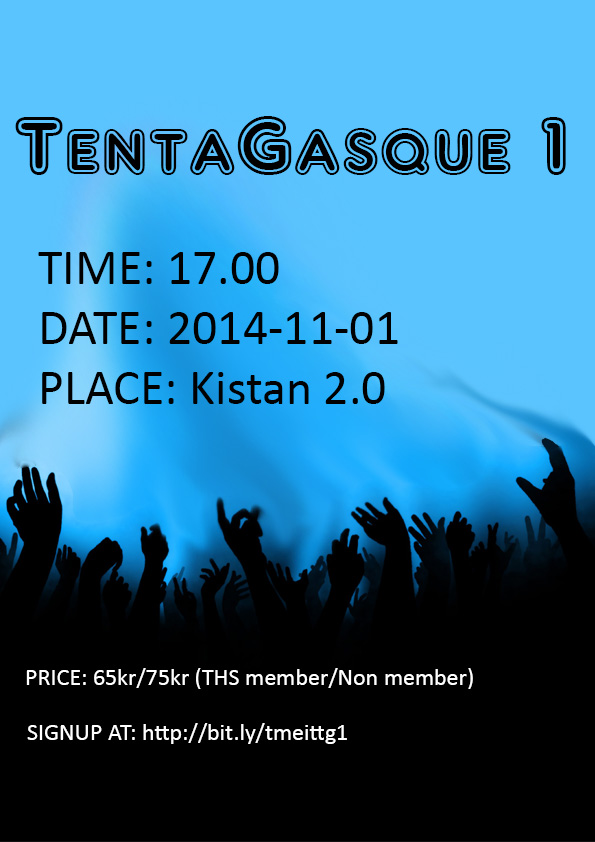 TentaGasque 1
TIME: 17.00
DATE: 2014-11-01
PLACE: Kistan 2.0
PRICE: 65kr/75kr (THS member/Non member)
SIGNUP AT: http://bit.ly/tmeittg1